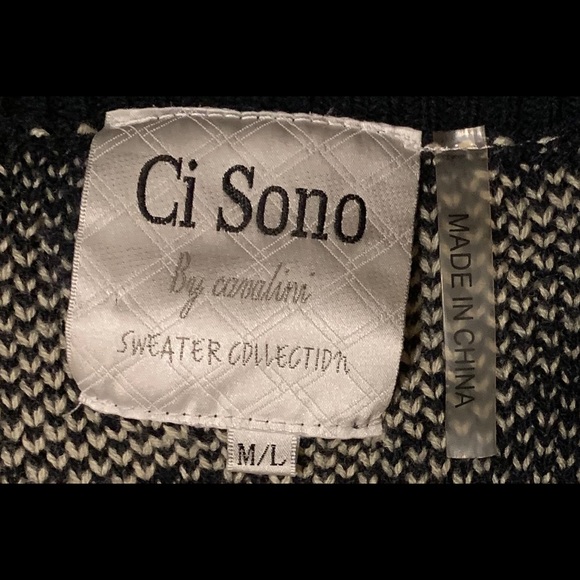 Ci Sono
By cavalini
SWEATER COLLECTION
M/L
MADE IN CHINA